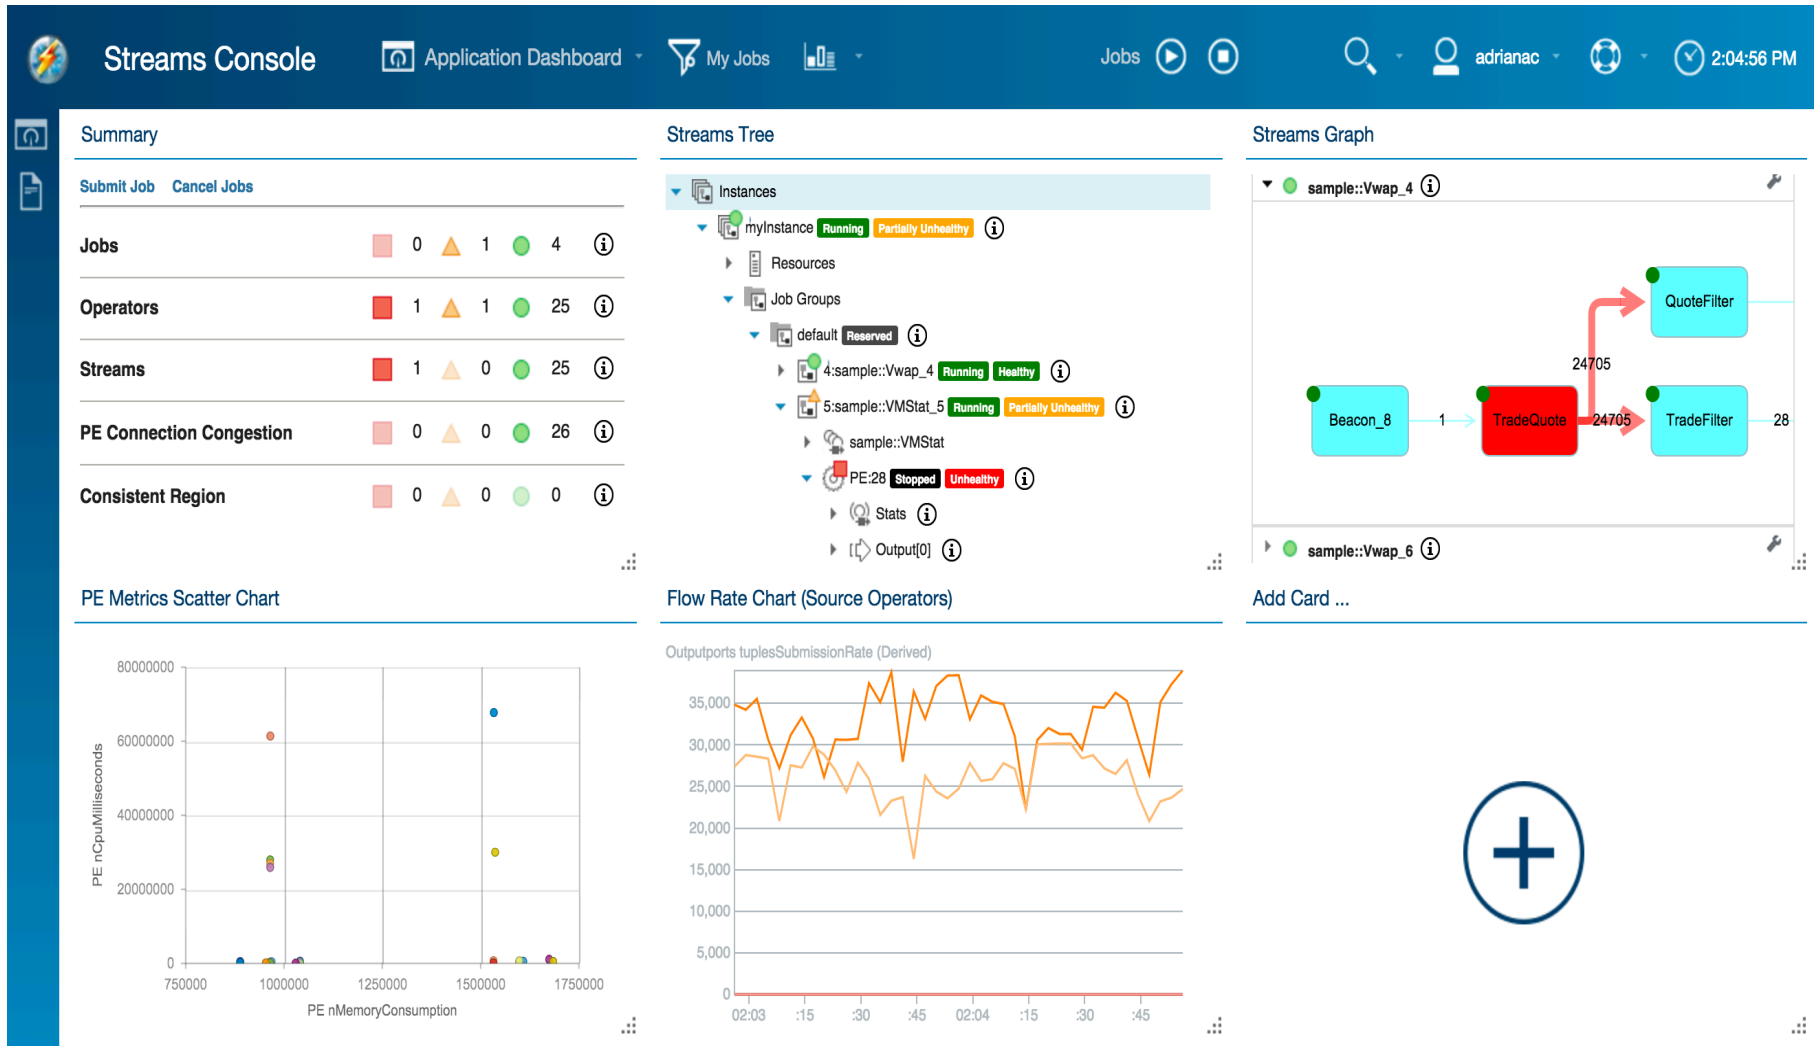 Streams Console
Application Dashboard
My Jobs
Jobs
adrianac
2:04:56 PM
Summary
Submit Job Cancel Jobs
Jobs 0 1 4
Operators 1 1 25
Streams 1 0 25
PE Connection Congestion 0 0 26
Consistent Region 0 0 0
Streams Tree
Instances
myInstance Running Partially Unhealthy
Resources
Job Groups
default Reserved
4:sample::Vwap_4 Running Healthy
5:sample::VMStat_5 Running Partially Unhealthy
sample::VMStat
PE:28 Stopped Unhealthy
Stats
Output[0]
Streams Graph
sample::Vwap_4
QuoteFilter
24705
Beacon_8 1 TradeQuote 24705 TradeFilter 28
sample::Vwap_6
PE Metrics Scatter Chart
PE nCpuMilliseconds
80000000
60000000
40000000
20000000
0
750000 1000000 1250000 1500000 1750000
PE nMemoryConsumption
Flow Rate Chart (Source Operators)
Outputports tuplesSubmissionRate (Derived)
35,000
30,000
25,000
20,000
15,000
10,000
5,000
0
02:03 :15 :30 :45 02:04 :15 :30 :45
Add Card ...